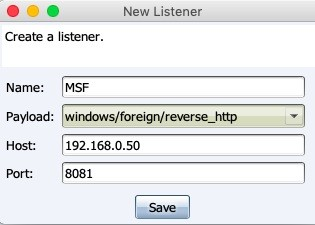 New Listener
Create a listener.
Name: MSF
Payload: windows/foreign/reverse_http
Host: 192.168.0.50
Port: 8081
Save